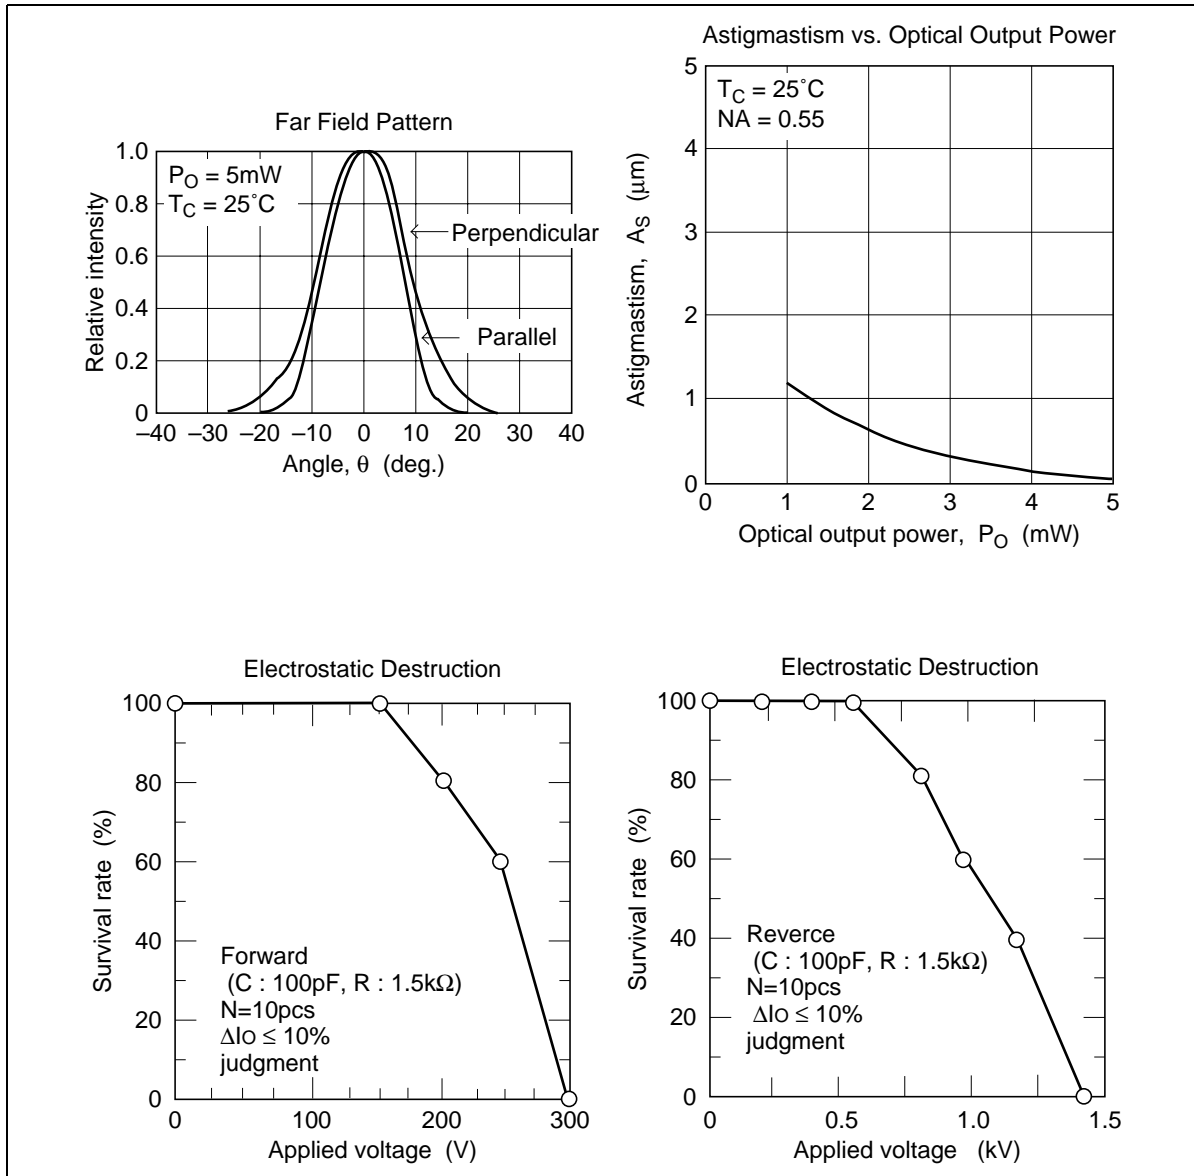 Far Field Pattern
1.0
0.8
0.6
0.4
0.2
0
Relative intensity
PO = 5mW
TC = 25˚C
Perpendicular
Parallel
–40 –30 –20 –10 0 10 20 30 40
Angle, θ (deg.)
Astigmastism vs. Optical Output Power
5
4
3
2
1
0
Astigmastism, AS (μm)
TC = 25˚C
NA = 0.55
0 1 2 3 4 5
Optical output power, PO (mW)
Electrostatic Destruction
100
80
60
40
20
0
Survival rate (%)
Forward
(C : 100pF, R : 1.5kΩ)
N=10pcs
ΔIO ≤ 10%
judgment
0 100 200 300
Applied voltage (V)
Electrostatic Destruction
100
80
60
40
20
0
Survival rate (%)
Reverce
(C : 100pF, R : 1.5kΩ)
N=10pcs
ΔIO ≤ 10%
judgment
0 0.5 1.0 1.5
Applied voltage (kV)